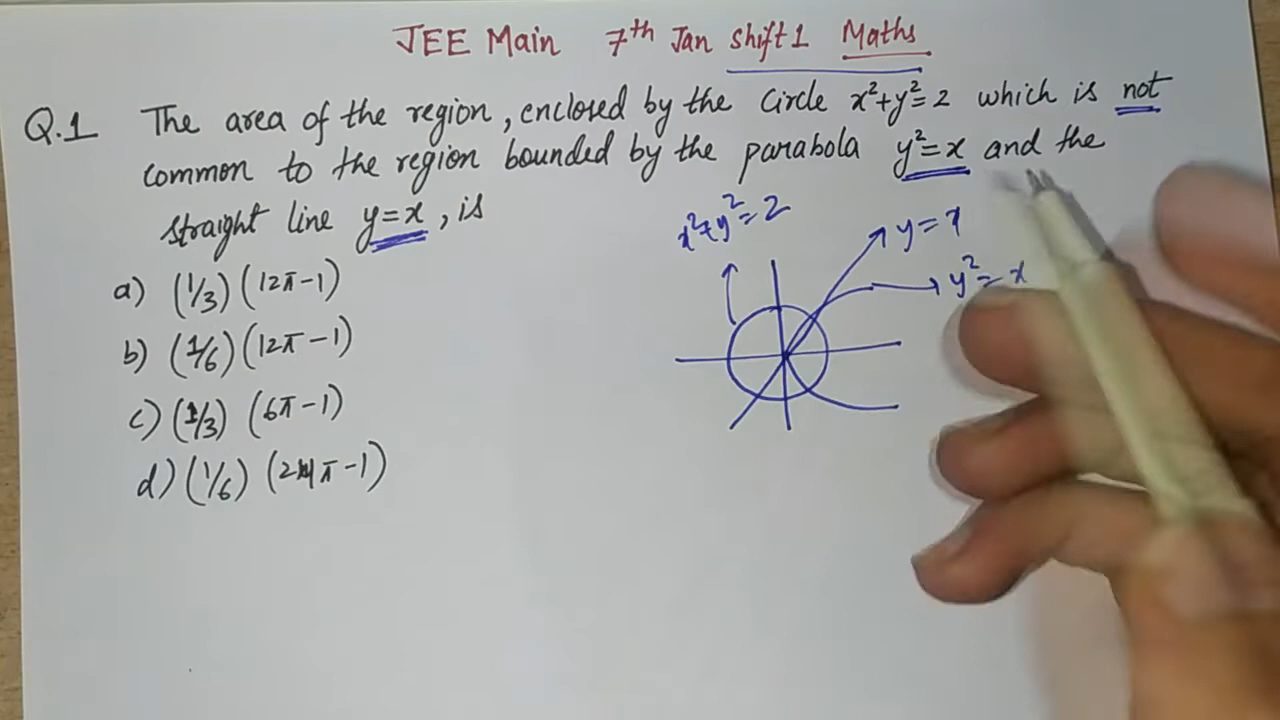 JEE Main 7th Jan Shift 1 Maths
Q.1 The area of the region, enclosed by the Circle x²+y²=2 which is not
common to the region bounded by the parabola y²=x and the
straight line y=x, is
x²+y²=2
y=x
y²=x
a) (1/3) (12π-1)
b) (1/6) (12π-1)
c) (1/3) (6π-1)
d) (1/6) (24π-1)